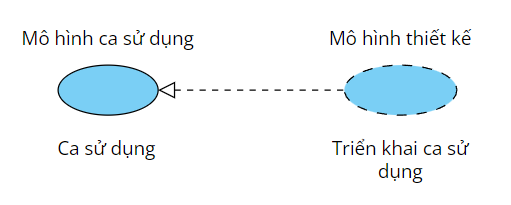 Mô hình ca sử dụng
Mô hình thiết kế
Ca sử dụng
Triển khai ca sử
dụng